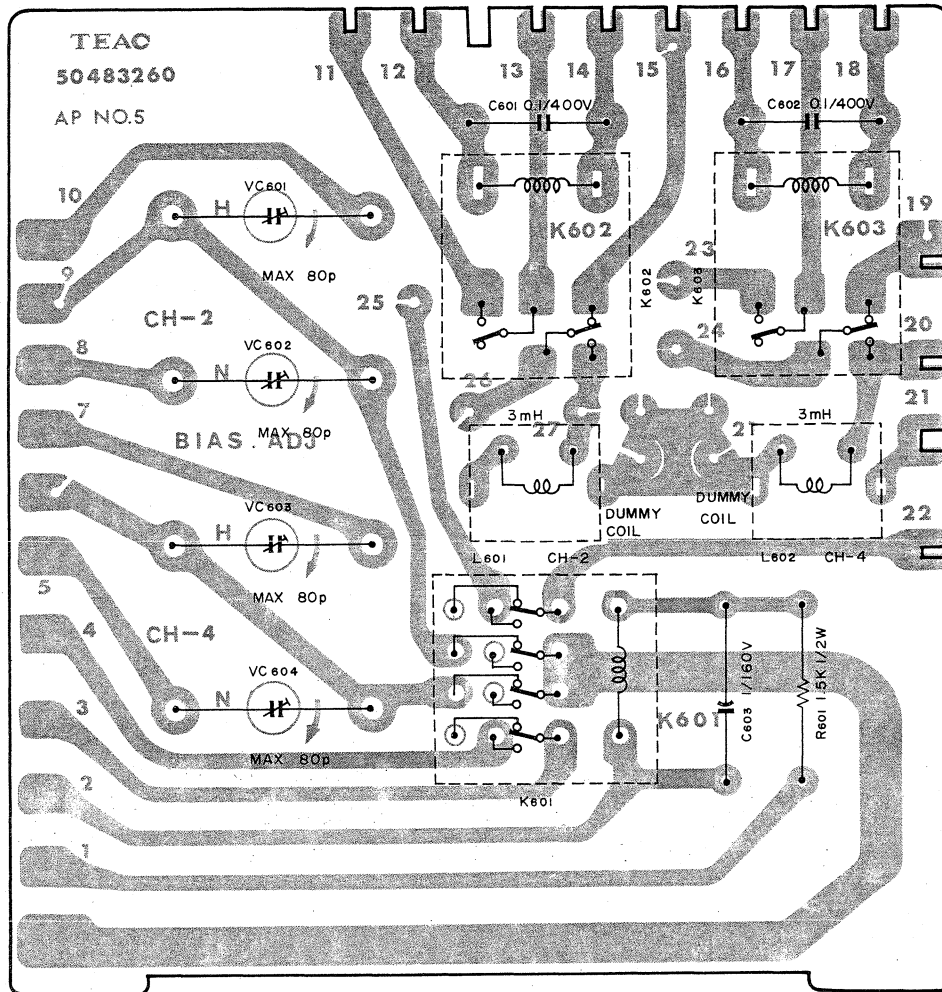 TEAC
50483260
AP NO.5
11
12
13
14
15
16
17
18
C601 0.1/400V
C602 0.1/400V
10
H
VC601
MAX 80p
K602
K603
19
9
CH-2
25
23
K602
K603
8
N
VC602
MAX 80p
24
20
26
7
BIAS. ADJ
3mH
27
2
3mH
21
H
VC603
MAX 80p
DUMMY
COIL
DUMMY
COIL
22
L601 CH-2
L602 CH-4
5
CH-4
4
N
VC604
MAX 80p
3
K601
C603 1/160V
R601 1.5K 1/2W
2
K601
1